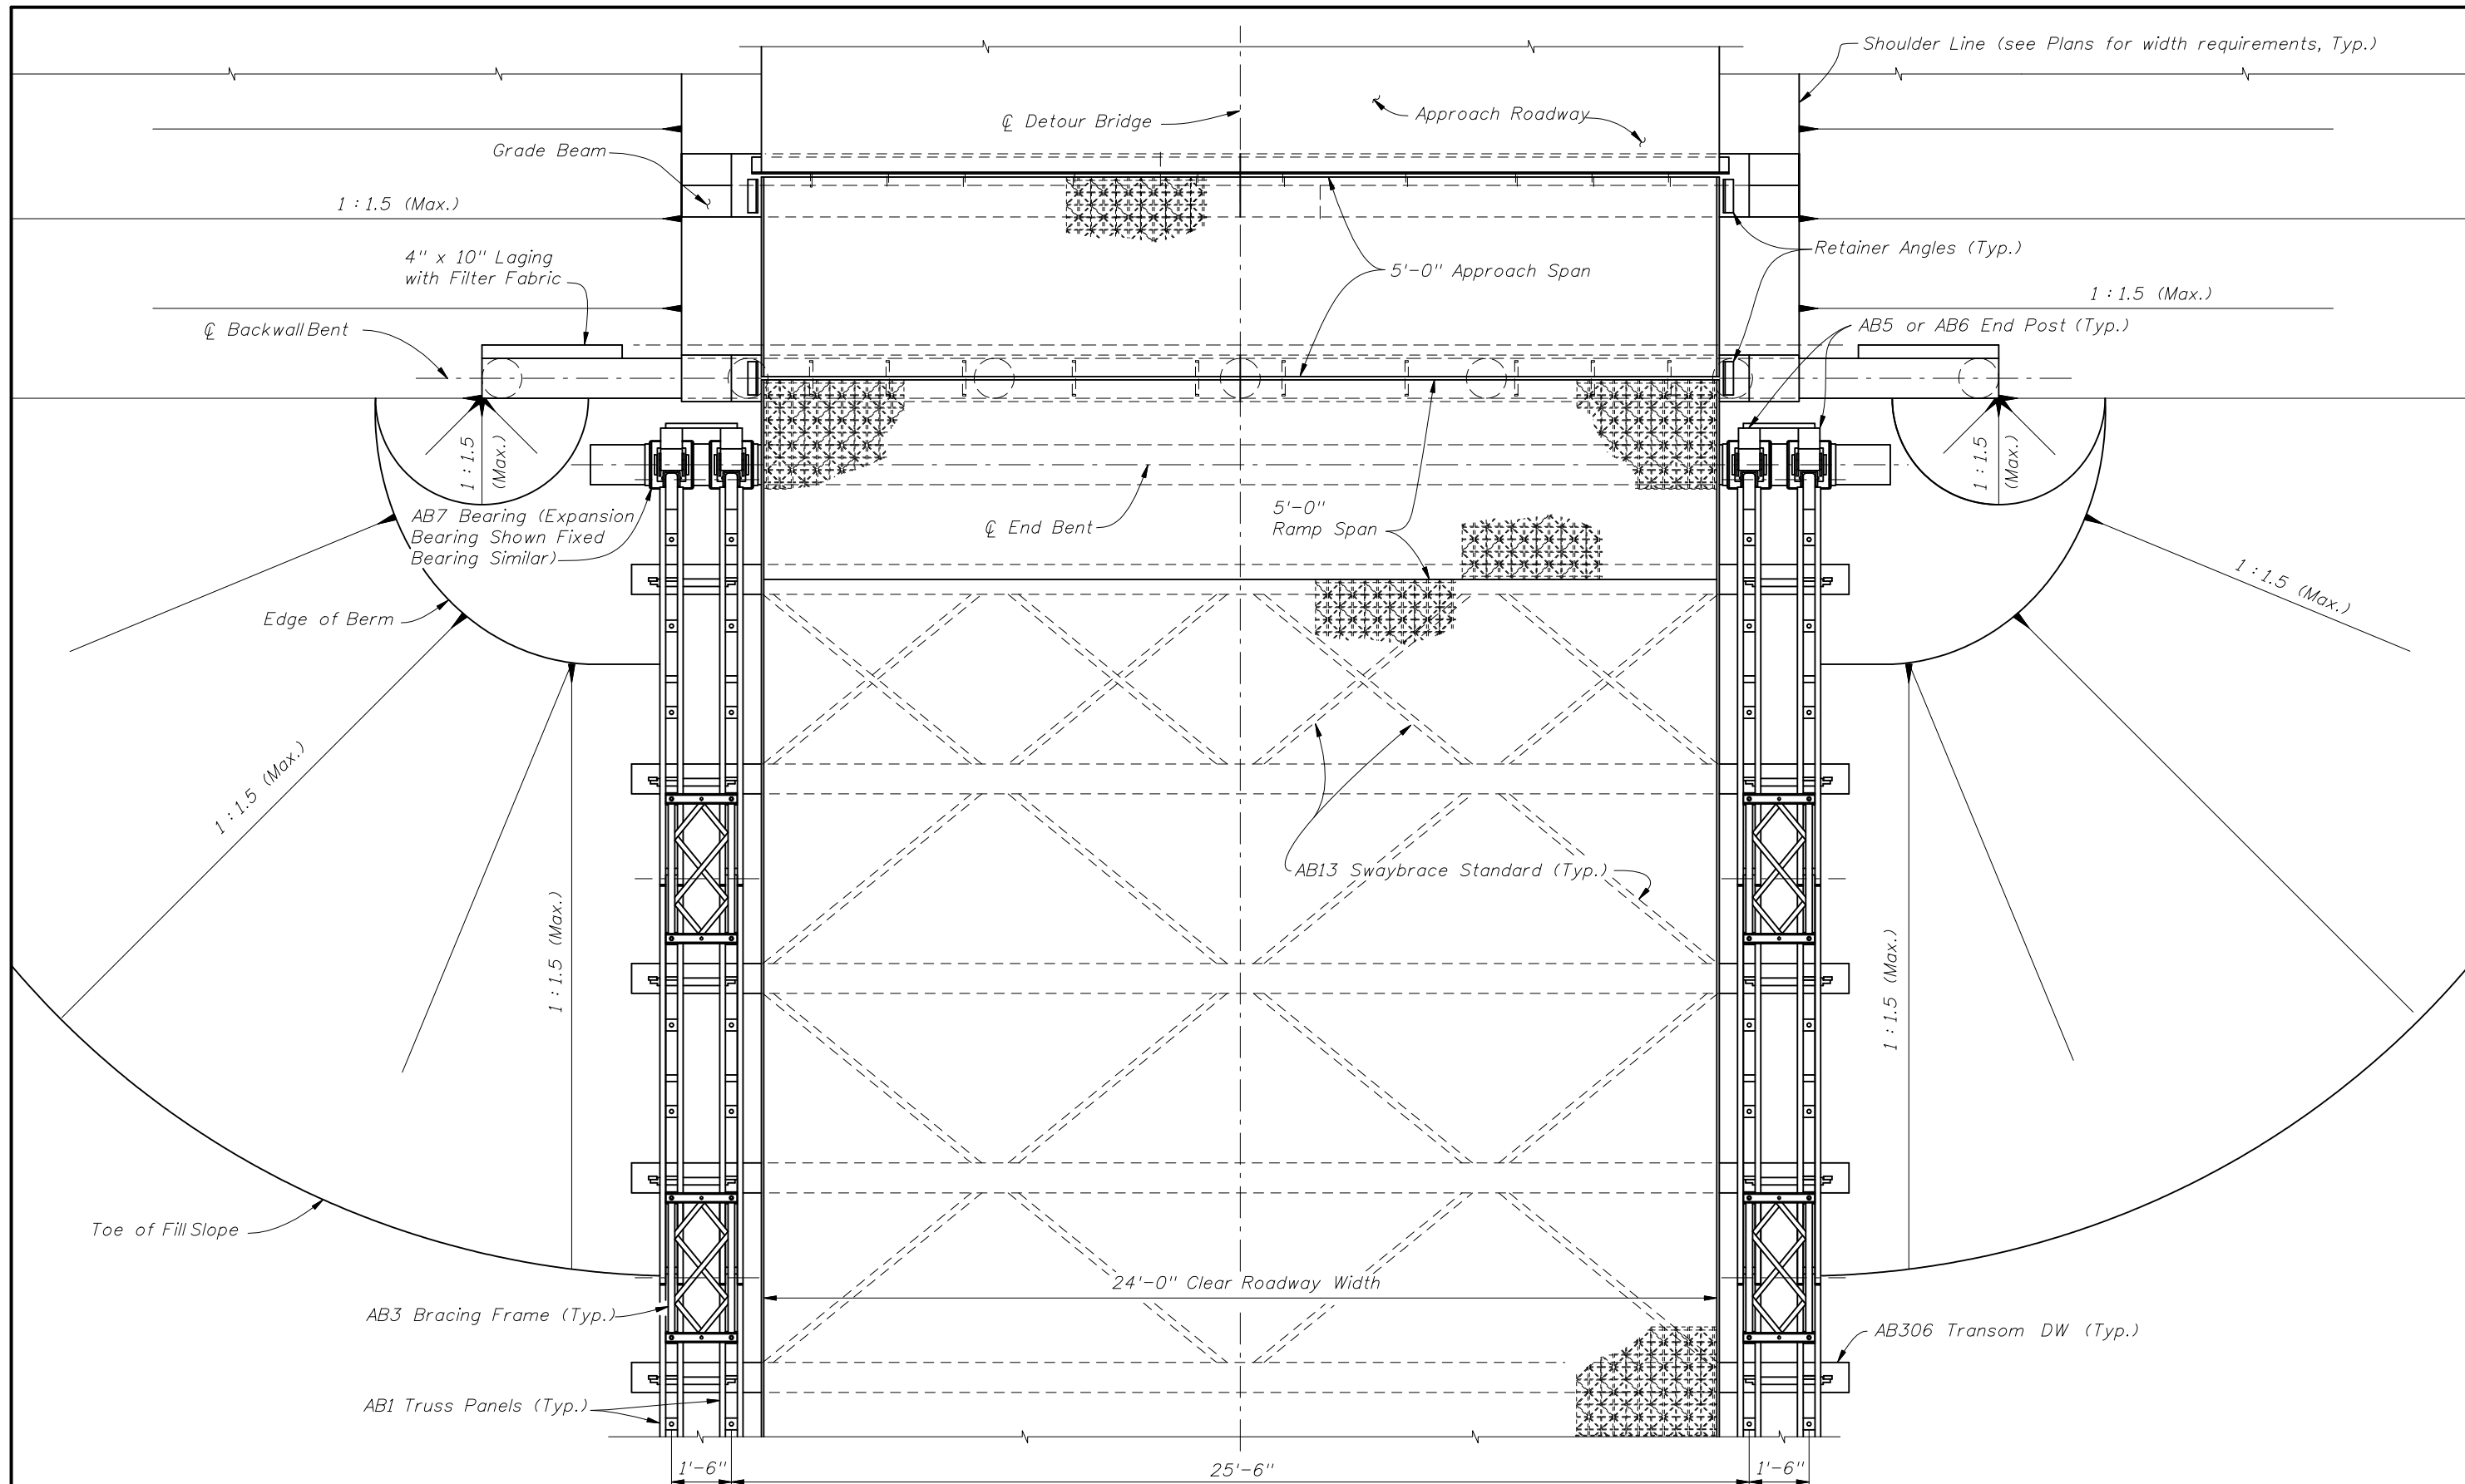 Shoulder Line (see Plans for width requirements, Typ.)
℄ Detour Bridge
Approach Roadway
Grade Beam
1 : 1.5 (Max.)
Retainer Angles (Typ.)
4" x 10" Laging
with Filter Fabric
5'-0" Approach Span
1 : 1.5 (Max.)
℄ Backwall Bent
AB5 or AB6 End Post (Typ.)
1 : 1.5
(Max.)
1 : 1.5
(Max.)
AB7 Bearing (Expansion
Bearing Shown Fixed
Bearing Similar)
℄ End Bent
5'-0"
Ramp Span
1 : 1.5 (Max.)
Edge of Berm
1 : 1.5 (Max.)
AB13 Swaybrace Standard (Typ.)
1 : 1.5 (Max.)
1 : 1.5 (Max.)
Toe of Fill Slope
24'-0" Clear Roadway Width
AB3 Bracing Frame (Typ.)
AB306 Transom DW (Typ.)
AB1 Truss Panels (Typ.)
1'-6"
25'-6"
1'-6"